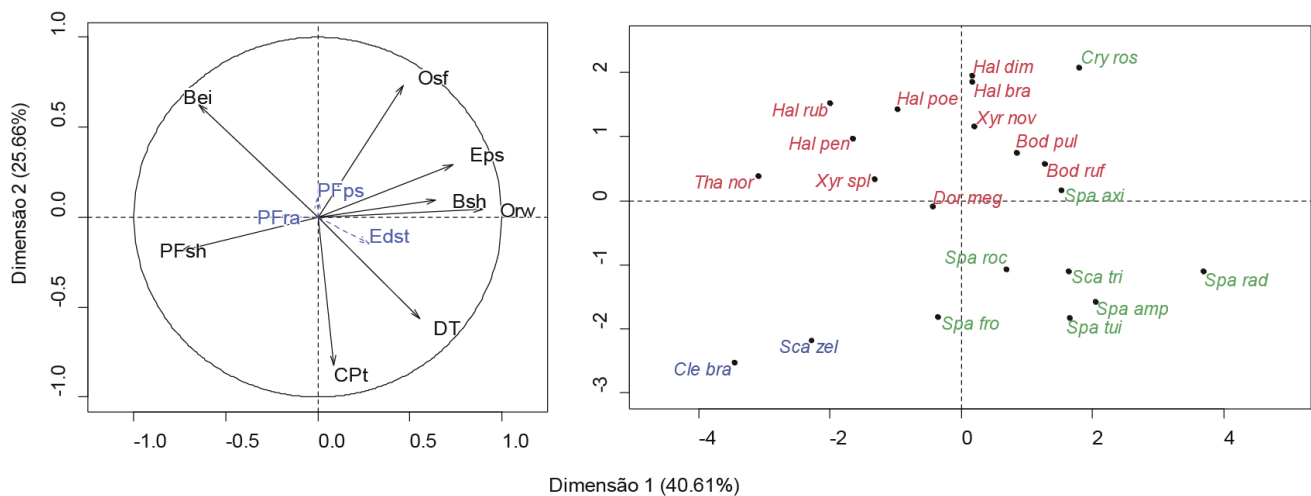 Dimensão 2 (25.66%)
1.0
0.5
0.0
-0.5
-1.0
Osf
Bei
Eps
PFps
Bsh
Orw
PFra
Edst
PFsh
DT
CPt
-1.0 -0.5 0.0 0.5 1.0
2
1
0
-1
-2
-3
Cry ros
Hal dim
Hal bra
Hal poe
Hal rub
Xyr nov
Hal pen
Bod pul
Bod ruf
Tha nor
Xyr spl
Spa axi
Dor meg
Spa roc
Sca tri
Spa rad
Spa amp
Spa fro
Spa tui
Sca zel
Cle bra
-4 -2 0 2 4
Dimensão 1 (40.61%)